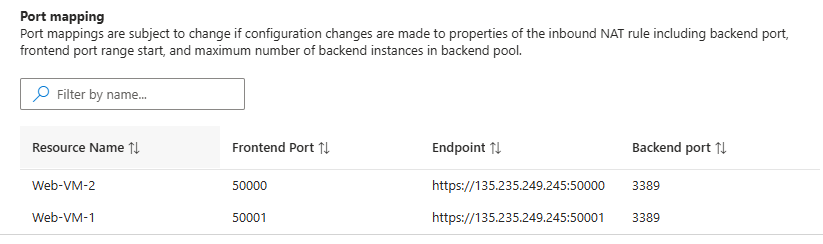 Port mapping
Port mappings are subject to change if configuration changes are made to properties of the inbound NAT rule including backend port,
frontend port range start, and maximum number of backend instances in backend pool.
Filter by name...
Resource Name ↑↓ Frontend Port ↑↓ Endpoint ↑↓ Backend port ↑↓
Web-VM-2 50000 https://135.235.249.245:50000 3389
Web-VM-1 50001 https://135.235.249.245:50001 3389